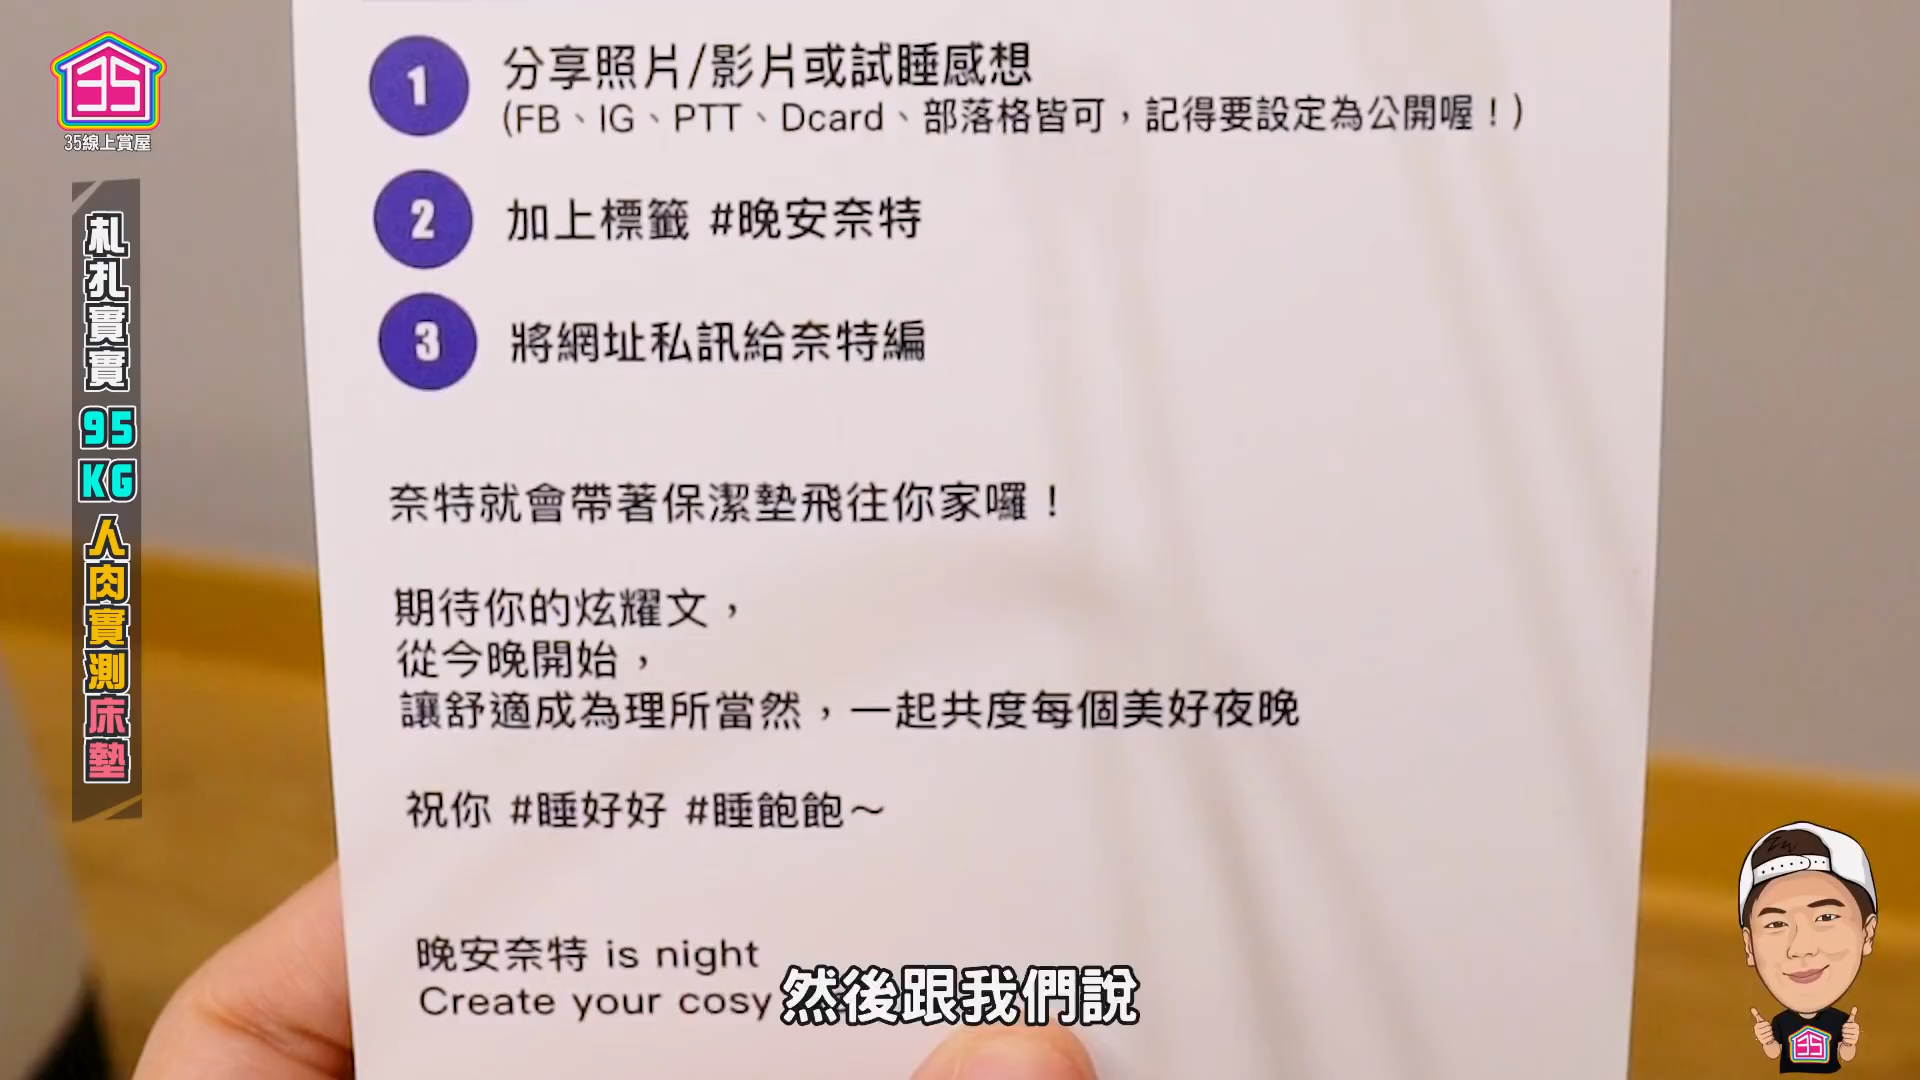 35
35線上賞屋
札扎實實
95
KG
人肉實測床墊
1 分享照片/影片或試睡感想
(FB、IG、PTT、Dcard、部落格皆可，記得要設定為公開喔！)
2 加上標籤 #晚安奈特
3 將網址私訊給奈特編
奈特就會帶著保潔墊飛往你家囉！
期待你的炫耀文，
從今晚開始，
讓舒適成為理所當然，一起共度每個美好夜晚
祝你 #睡好好 #睡飽飽～
晚安奈特 is night
Create your cosy
然後跟我們說
35